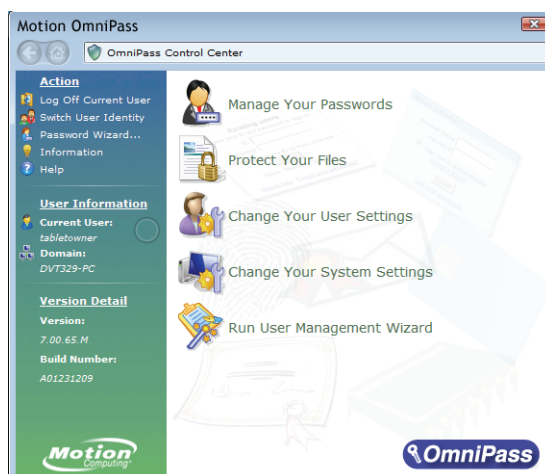 Motion OmniPass
OmniPass Control Center
Action
Log Off Current User
Switch User Identity
Password Wizard...
Information
Help
User Information
Current User:
tabletowner
Domain:
DVT329-PC
Version Detail
Version:
7.00.65.M
Build Number:
A01231209
Motion
Computing
Manage Your Passwords
Protect Your Files
Change Your User Settings
Change Your System Settings
Run User Management Wizard
OmniPass